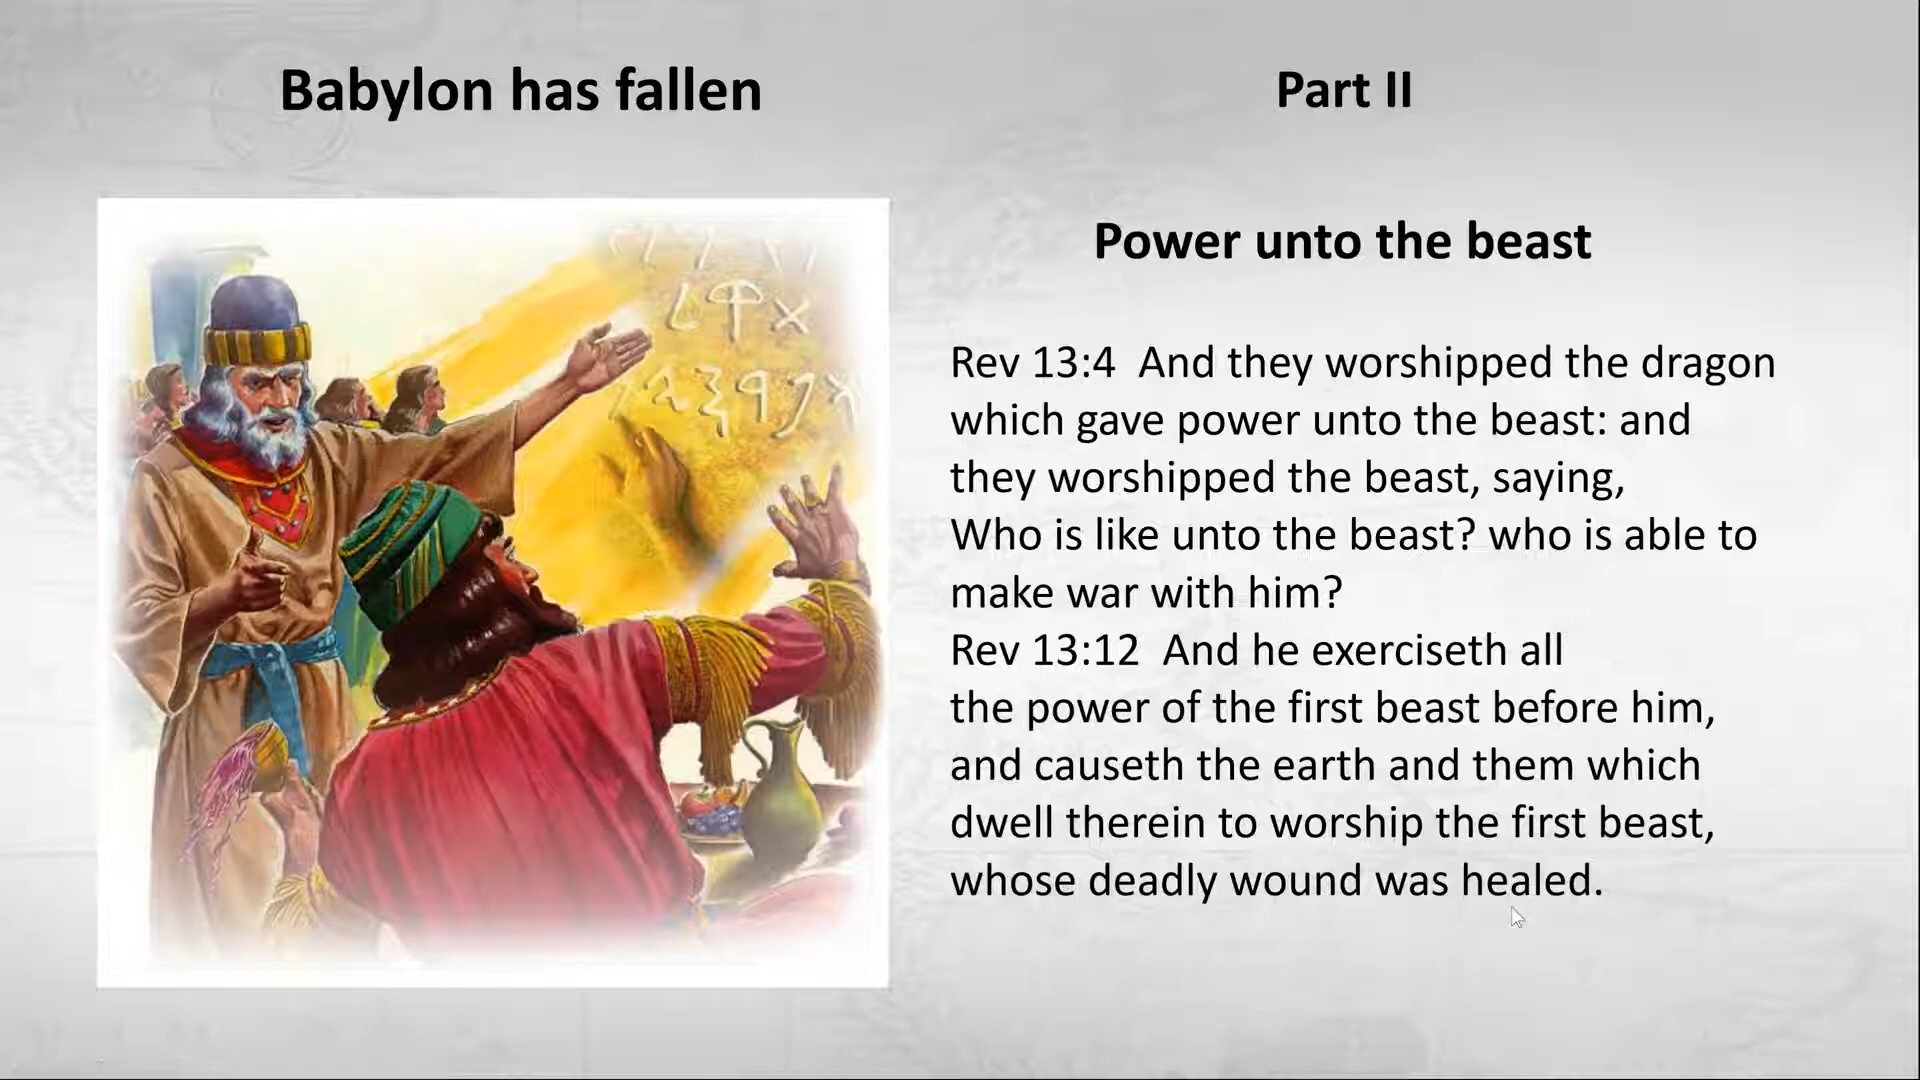 Babylon has fallen
Part II
Power unto the beast
Rev 13:4  And they worshipped the dragon
which gave power unto the beast: and
they worshipped the beast, saying,
Who is like unto the beast? who is able to
make war with him?
Rev 13:12  And he exerciseth all
the power of the first beast before him,
and causeth the earth and them which
dwell therein to worship the first beast,
whose deadly wound was healed.